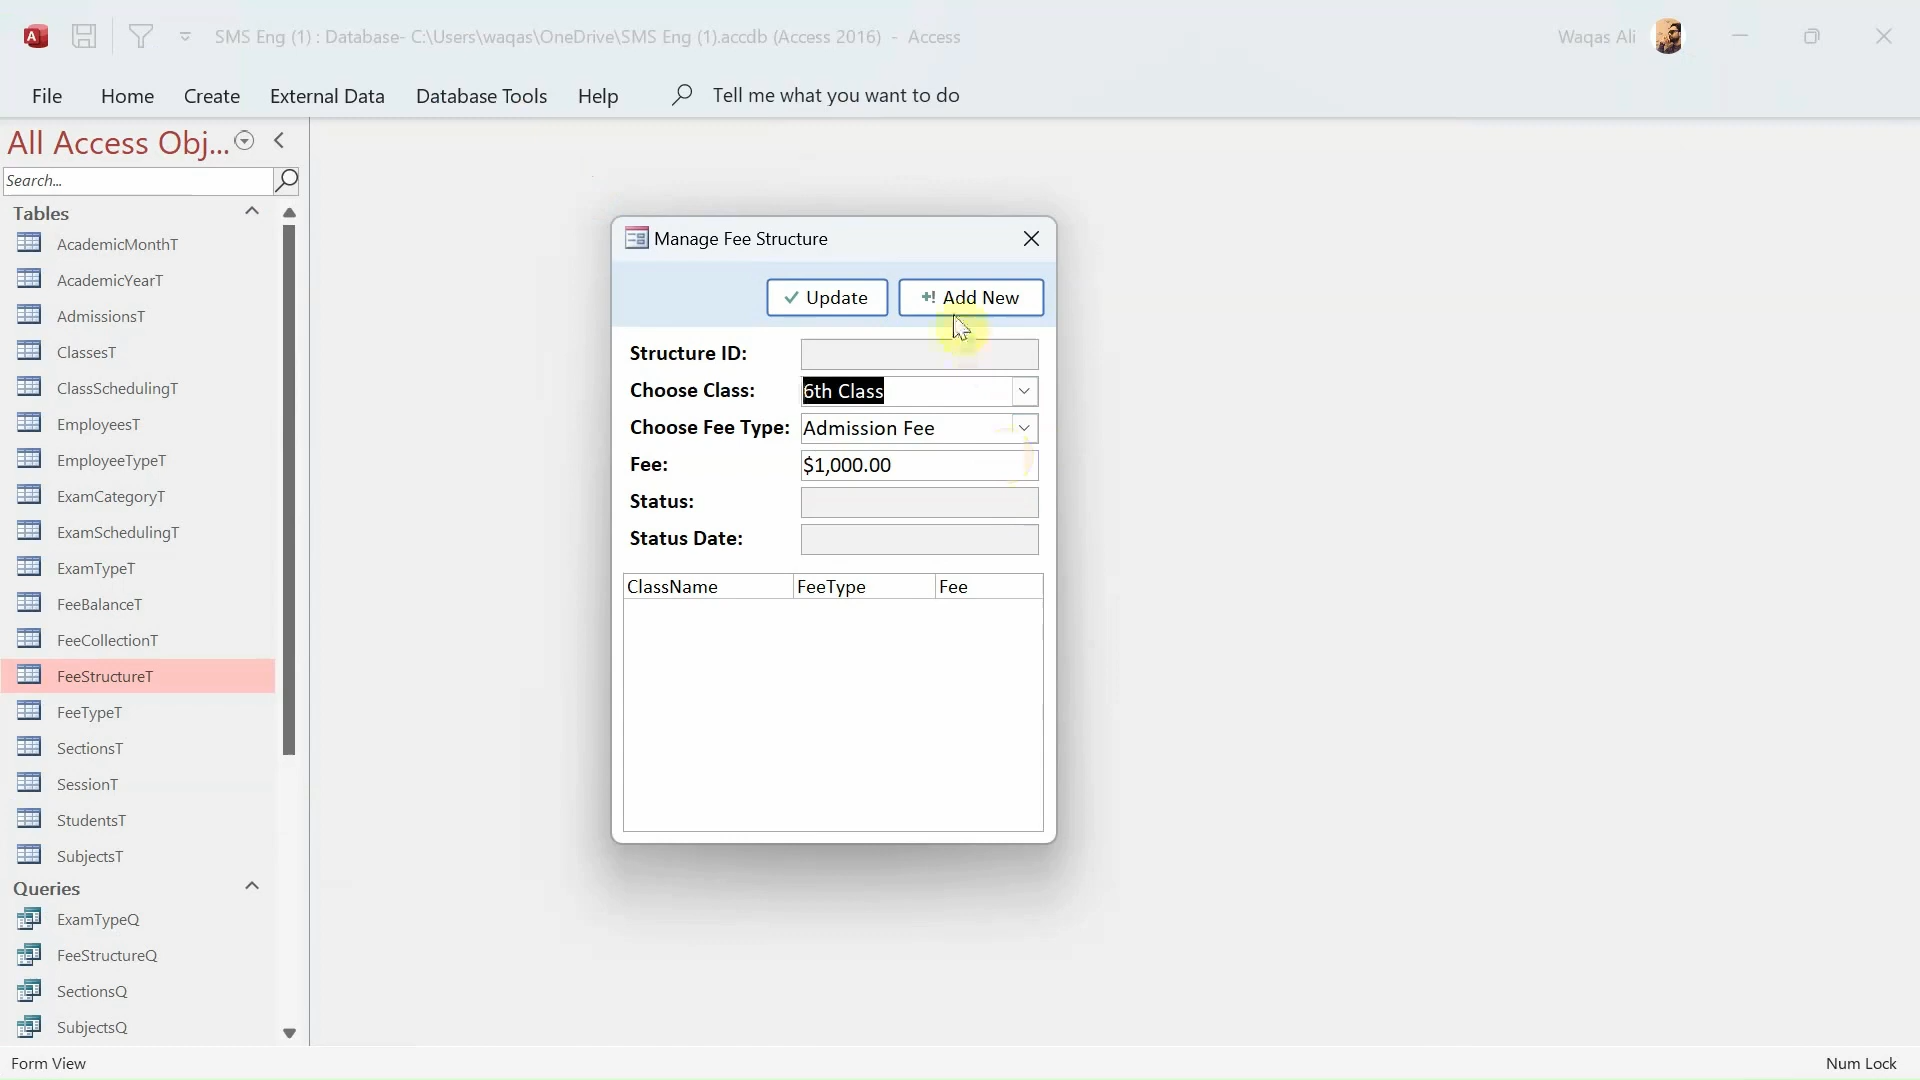 SMS Eng (1) : Database- C:\Users\waqas\OneDrive\SMS Eng (1).accdb (Access 2016) - Access
Waqas Ali
File Home Create External Data Database Tools Help Tell me what you want to do
All Access Obj...
Search...
Tables
AcademicMonthT
AcademicYearT
AdmissionsT
ClassesT
ClassSchedulingT
EmployeesT
EmployeeTypeT
ExamCategoryT
ExamSchedulingT
ExamTypeT
FeeBalanceT
FeeCollectionT
FeeStructureT
FeeTypeT
SectionsT
SessionT
StudentsT
SubjectsT
Queries
ExamTypeQ
FeeStructureQ
SectionsQ
SubjectsQ
Manage Fee Structure
Update Add New
Structure ID:
Choose Class: 6th Class
Choose Fee Type: Admission Fee
Fee: $1,000.00
Status:
Status Date:
ClassName FeeType Fee
Form View
Num Lock